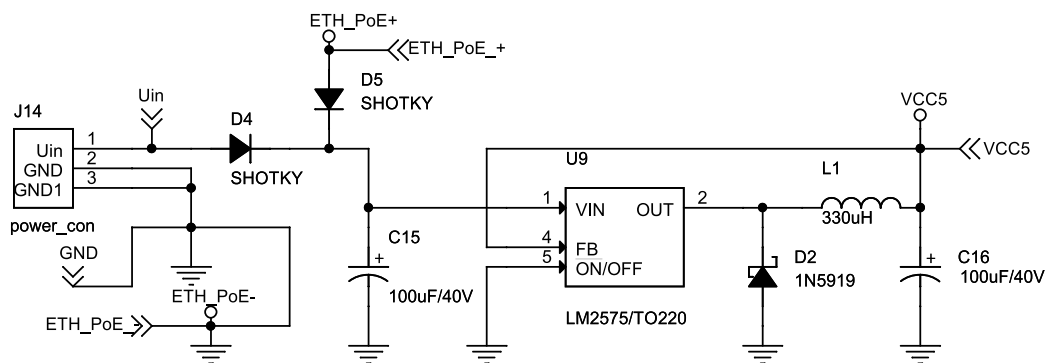 ETH_PoE+
ETH_PoE_+
D5
SHOTKY
J14
Uin
D4
VCC5
1
Uin
2
GND
3
GND1
SHOTKY
U9
VCC5
L1
power_con
1
VIN
OUT
2
330uH
GND
C15
4
FB
5
ON/OFF
D2
1N5919
C16
100uF/40V
100uF/40V
ETH_PoE-
ETH_PoE_-
LM2575/TO220